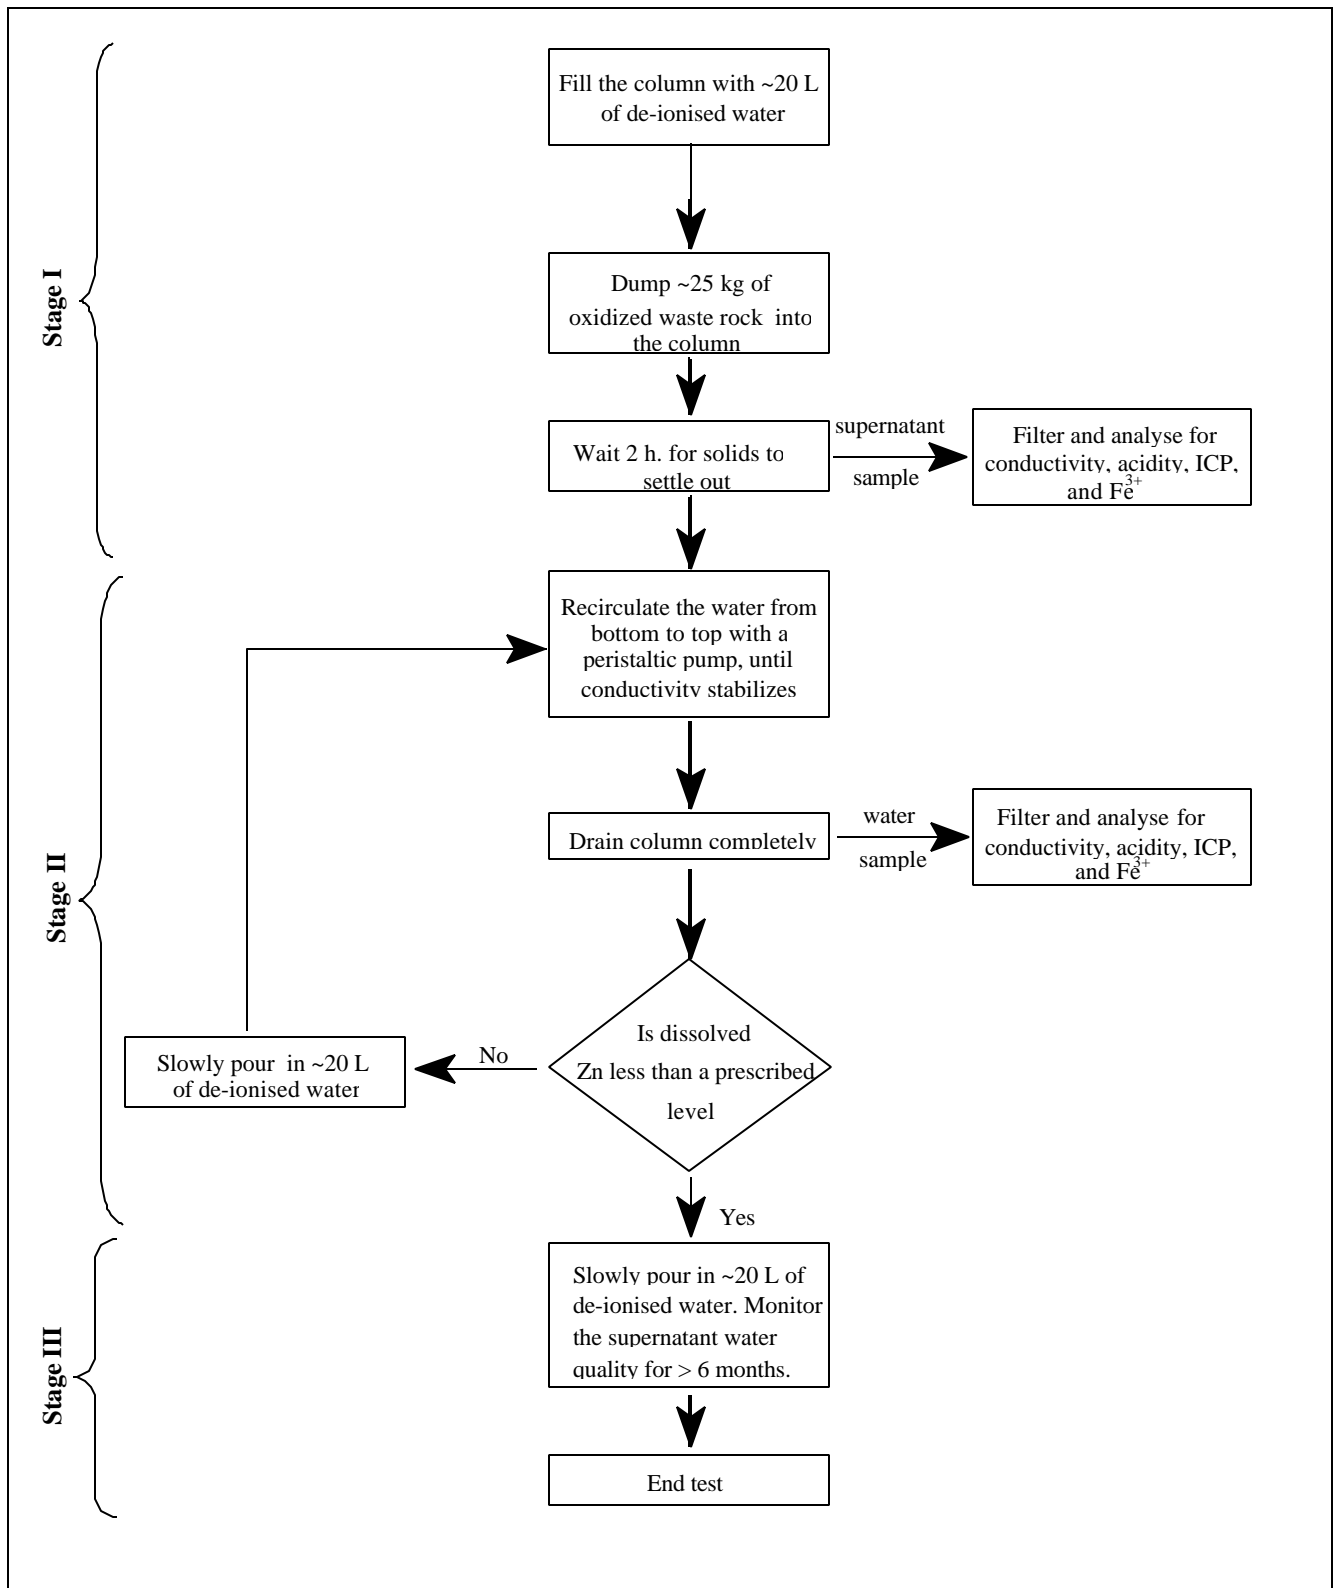 Stage I
Fill the column with ~20 L
of de-ionised water
Dump ~25 kg of
oxidized waste rock into
the column
Wait 2 h. for solids to
settle out
supernatant
sample
Filter and analyse for
conductivity, acidity, ICP,
and Fe3+
Stage II
Recirculate the water from
bottom to top with a
peristaltic pump, until
conductivity stabilizes
Drain column completely
water
sample
Filter and analyse for
conductivity, acidity, ICP,
and Fe3+
Is dissolved
Zn less than a prescribed
level
No
Slowly pour in ~20 L
of de-ionised water
Yes
Stage III
Slowly pour in ~20 L of
de-ionised water. Monitor
the supernatant water
quality for > 6 months.
End test